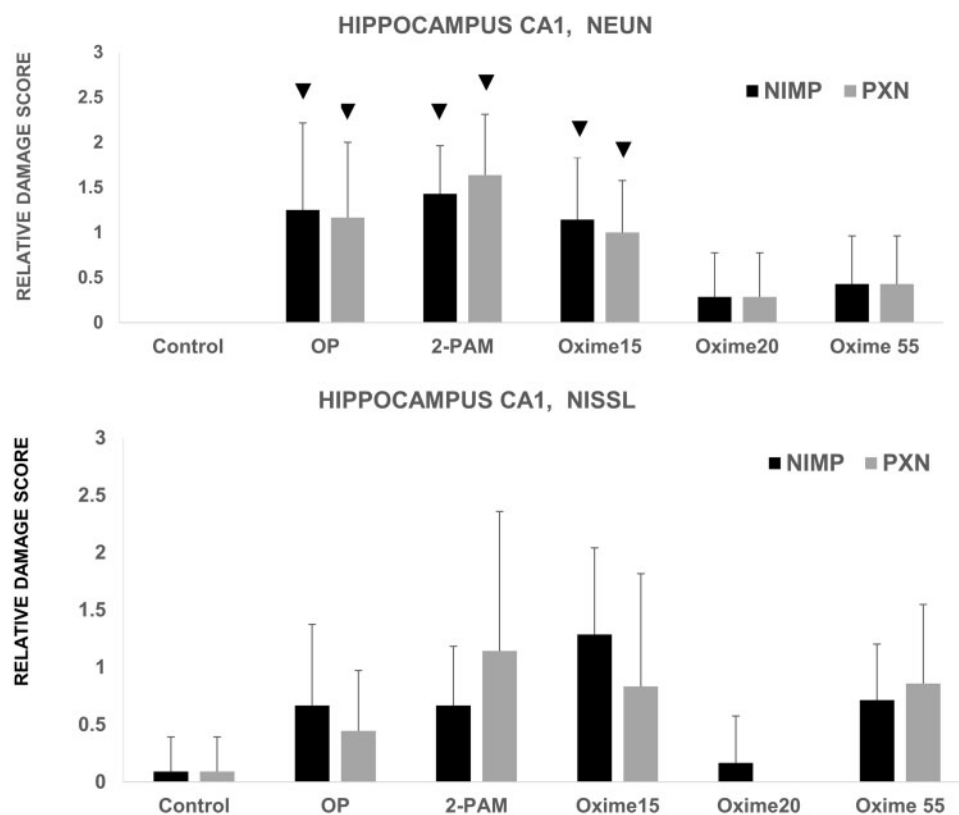 HIPPOCAMPUS CA1, NEUN
RELATIVE DAMAGE SCORE
3
2.5
2
1.5
1
0.5
0
NIMP PXN
Control OP 2-PAM Oxime15 Oxime20 Oxime 55
HIPPOCAMPUS CA1, NISSL
RELATIVE DAMAGE SCORE
3
2.5
2
1.5
1
0.5
0
NIMP PXN
Control OP 2-PAM Oxime15 Oxime20 Oxime 55